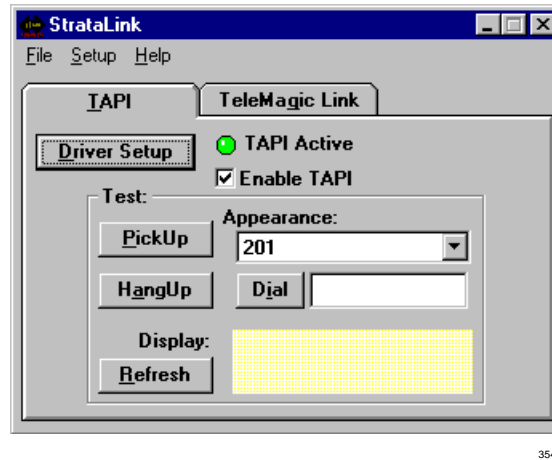 StrataLink
File Setup Help
TAPI
TeleMagic Link
Driver Setup
TAPI Active
Enable TAPI
Test:
PickUp
Appearance:
201
HangUp
Dial
Display:
Refresh